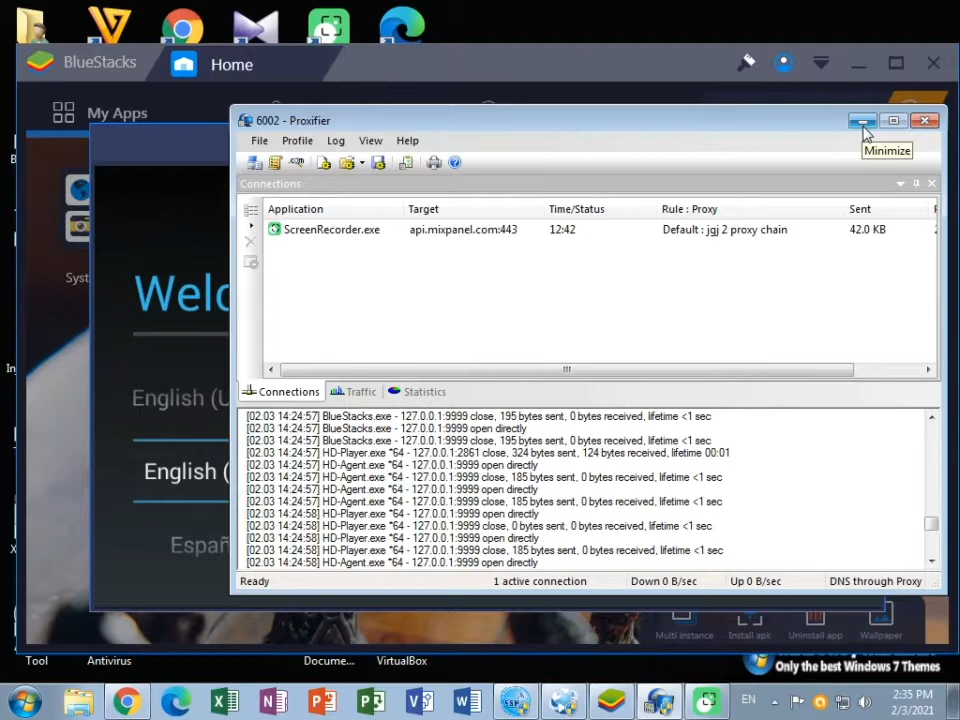 BlueStacks
Home
My Apps
6002 - Proxifier
File Profile Log View Help
Minimize
Connections
Application Target Time/Status Rule : Proxy Sent
ScreenRecorder.exe api.mixpanel.com:443 12:42 Default : jgj 2 proxy chain 42.0 KB
Connections Traffic Statistics
[02.03 14:24:57] BlueStacks.exe - 127.0.0.1:9999 close, 195 bytes sent, 0 bytes received, lifetime <1 sec
[02.03 14:24:57] BlueStacks.exe - 127.0.0.1:9999 open directly
[02.03 14:24:57] BlueStacks.exe - 127.0.0.1:9999 close, 195 bytes sent, 0 bytes received, lifetime <1 sec
[02.03 14:24:57] HD-Player.exe *64 - 127.0.0.1:2861 close, 324 bytes sent, 124 bytes received, lifetime 00:01
[02.03 14:24:57] HD-Agent.exe *64 - 127.0.0.1:9999 open directly
[02.03 14:24:57] HD-Agent.exe *64 - 127.0.0.1:9999 close, 185 bytes sent, 0 bytes received, lifetime <1 sec
[02.03 14:24:57] HD-Agent.exe *64 - 127.0.0.1:9999 open directly
[02.03 14:24:57] HD-Agent.exe *64 - 127.0.0.1:9999 close, 185 bytes sent, 0 bytes received, lifetime <1 sec
[02.03 14:24:58] HD-Player.exe *64 - 127.0.0.1:9999 open directly
[02.03 14:24:58] HD-Player.exe *64 - 127.0.0.1:9999 close, 0 bytes sent, 0 bytes received, lifetime <1 sec
[02.03 14:24:58] HD-Player.exe *64 - 127.0.0.1:9999 open directly
[02.03 14:24:58] HD-Player.exe *64 - 127.0.0.1:9999 close, 185 bytes sent, 0 bytes received, lifetime <1 sec
[02.03 14:24:58] HD-Agent.exe *64 - 127.0.0.1:9999 open directly
Ready 1 active connection Down 0 B/sec Up 0 B/sec DNS through Proxy
Syst
Welc
English (U
English (
Españ
Multi instance Install apk Uninstall app Wallpaper
Tool Antivirus Docume... VirtualBox
Only the best Windows 7 Themes
SSP
EN
2:35 PM
2/3/2021